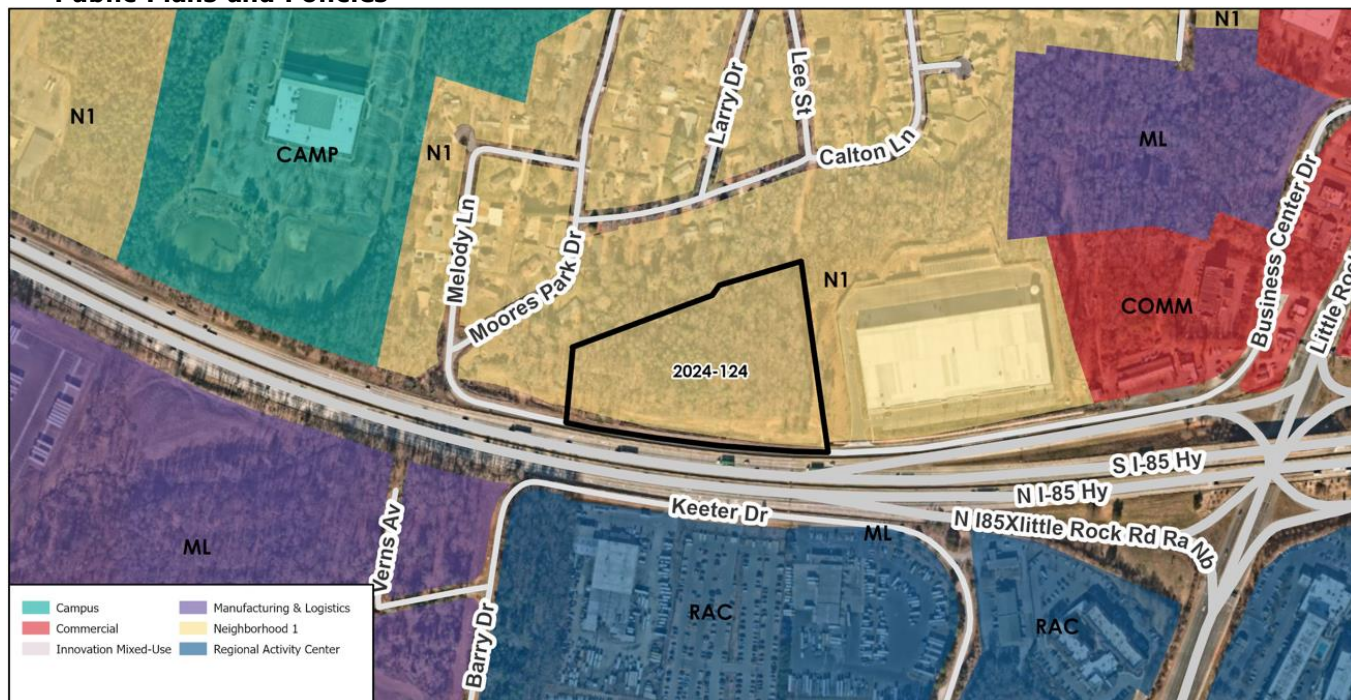 Public Plans and Policies
N1
N1
CAMP
N1
Larry Dr
Lee St
Calton Ln
ML
Melody Ln
Moores Park Dr
N1
COMM
Business Center Dr
Little Rock
2024-124
S I-85 Hy
N I-85 Hy
N I85Xlittle Rock Rd Ra Nb
Keeter Dr
ML
ML
Verns Av
Barry Dr
RAC
RAC
Campus
Manufacturing & Logistics
Commercial
Neighborhood 1
Innovation Mixed-Use
Regional Activity Center